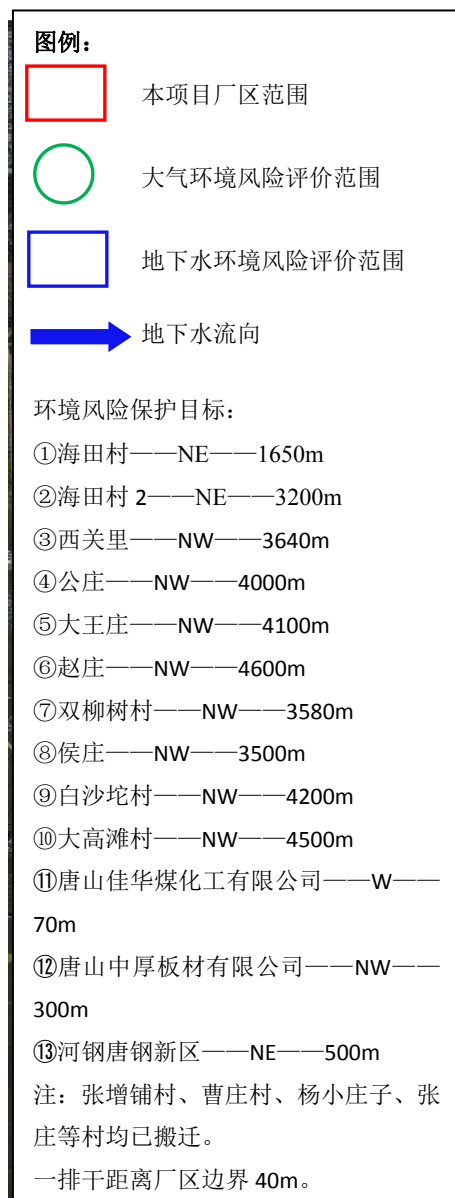 图例：
本项目厂区范围
大气环境风险评价范围
地下水环境风险评价范围
地下水流向
环境风险保护目标：
①海田村——NE——1650m
②海田村 2——NE——3200m
③西关里——NW——3640m
④公庄——NW——4000m
⑤大王庄——NW——4100m
⑥赵庄——NW——4600m
⑦双柳树村——NW——3580m
⑧侯庄——NW——3500m
⑨白沙坨村——NW——4200m
⑩大高滩村——NW——4500m
⑪唐山佳华煤化工有限公司——W——
70m
⑫唐山中厚板材有限公司——NW——
300m
⑬河钢唐钢新区——NE——500m
注：张增铺村、曹庄村、杨小庄子、张
庄等村均已搬迁。
一排干距离厂区边界 40m。